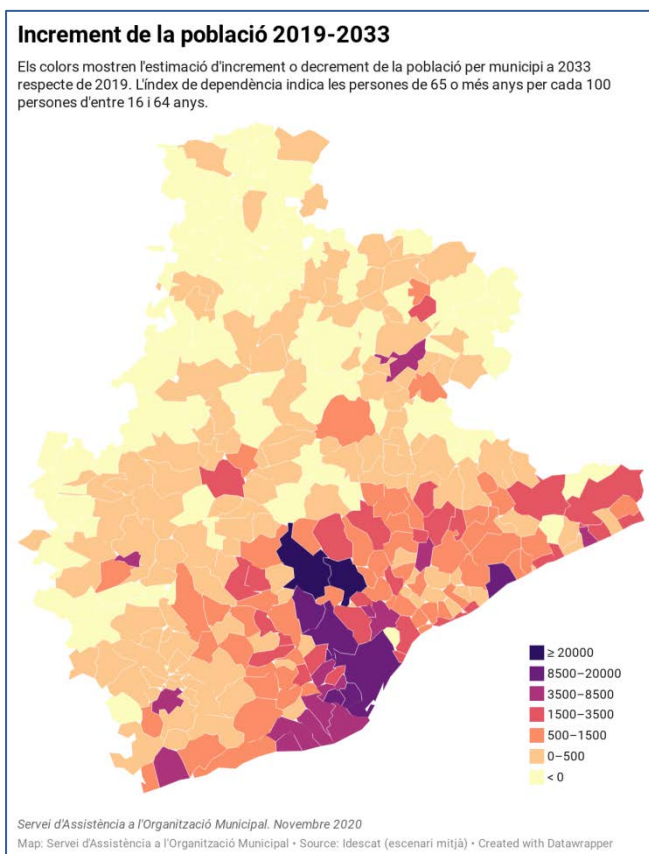 Increment de la població 2019-2033
Els colors mostren l'estimació d'increment o decrement de la població per municipi a 2033
respecte de 2019. L'índex de dependència indica les persones de 65 o més anys per cada 100
persones d'entre 16 i 64 anys.
≥ 20000
8500–20000
3500–8500
1500–3500
500–1500
0–500
< 0
Servei d'Assistència a l'Organització Municipal. Novembre 2020
Map: Servei d'Assistència a l'Organització Municipal • Source: Idescat (escenari mitjà) • Created with Datawrapper